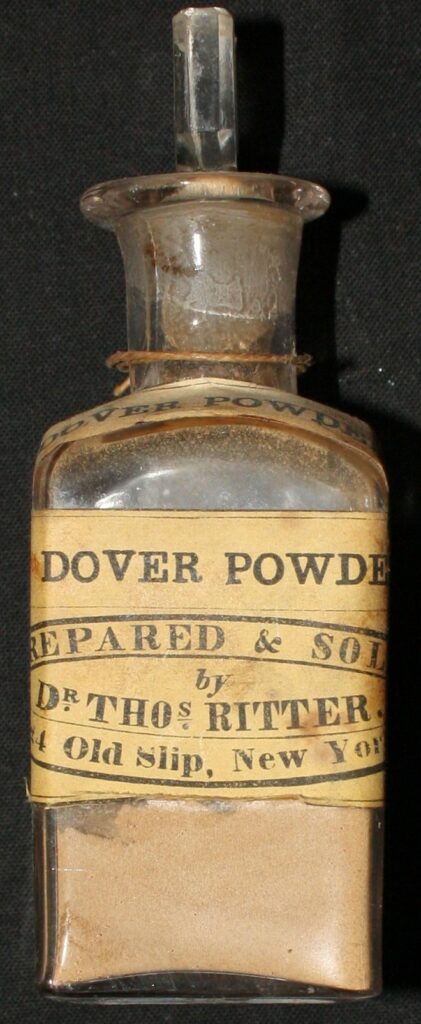 DOVER POWDE
DOVER POWDE
REPARED & SOL
by
DR THOS RITTER.
4 Old Slip, New Yor